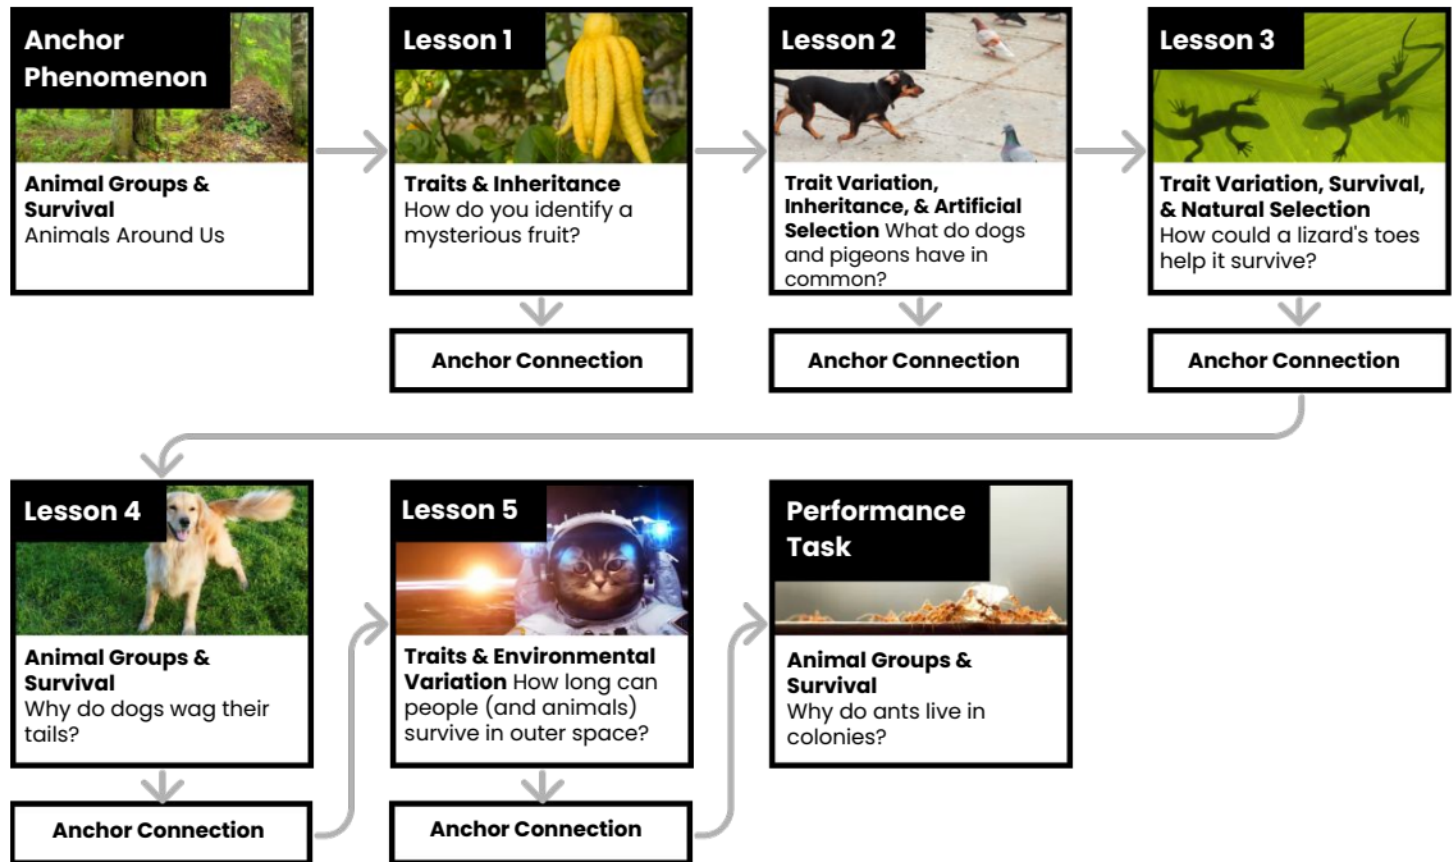 Anchor
Phenomenon
Animal Groups &
Survival
Animals Around Us
Lesson 1
Traits & Inheritance
How do you identify a
mysterious fruit?
Anchor Connection
Lesson 2
Trait Variation,
Inheritance, & Artificial
Selection What do dogs
and pigeons have in
common?
Anchor Connection
Lesson 3
Trait Variation, Survival,
& Natural Selection
How could a lizard's toes
help it survive?
Anchor Connection
Lesson 4
Animal Groups &
Survival
Why do dogs wag their
tails?
Anchor Connection
Lesson 5
Traits & Environmental
Variation How long can
people (and animals)
survive in outer space?
Anchor Connection
Performance
Task
Animal Groups &
Survival
Why do ants live in
colonies?